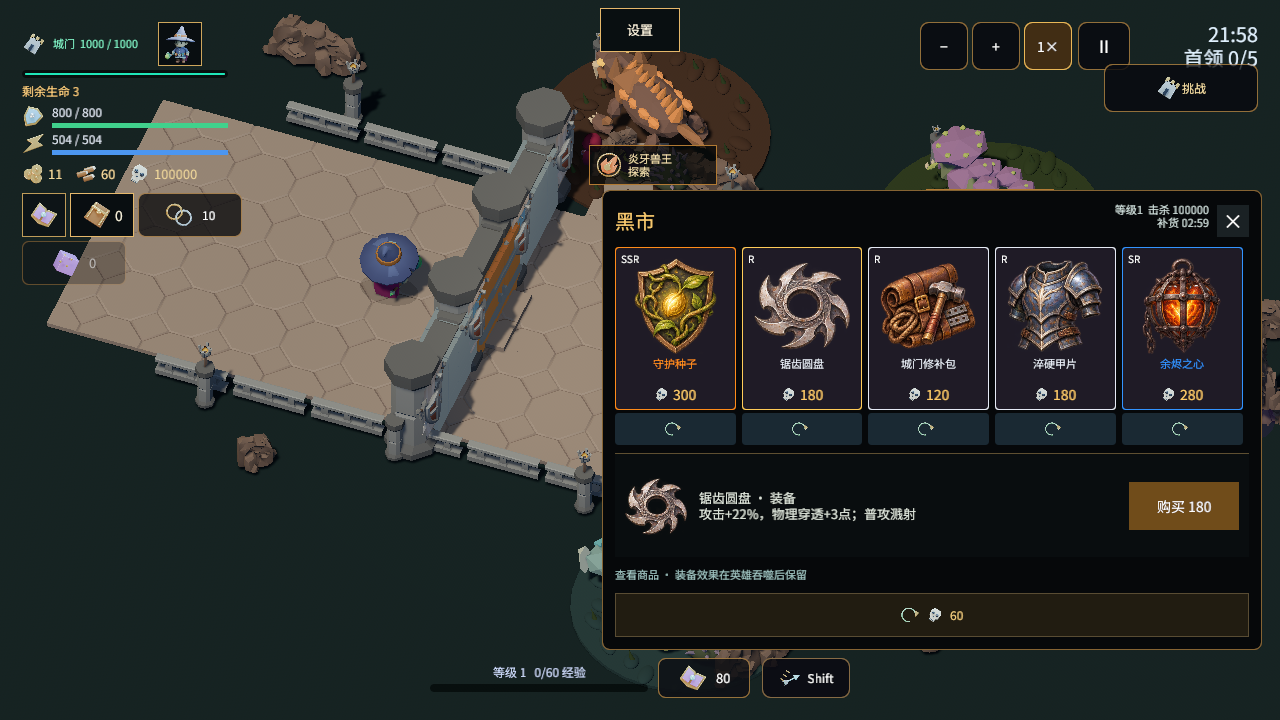 城门 1000 / 1000
设置
−
+
1×
II
21:58
首领 0/5
挑战
剩余生命 3
800 / 800
504 / 504
11
60
100000
0
10
0
炎牙兽王
探索
黑市
等级1 击杀 100000
补货 02:59
SSR
守护种子
300
R
锯齿圆盘
180
R
城门修补包
120
R
淬硬甲片
180
SR
余烬之心
280
锯齿圆盘 · 装备
攻击+22%，物理穿透+3点；普攻溅射
购买 180
查看商品 · 装备效果在英雄吞噬后保留
60
等级 1 0/60 经验
80
Shift